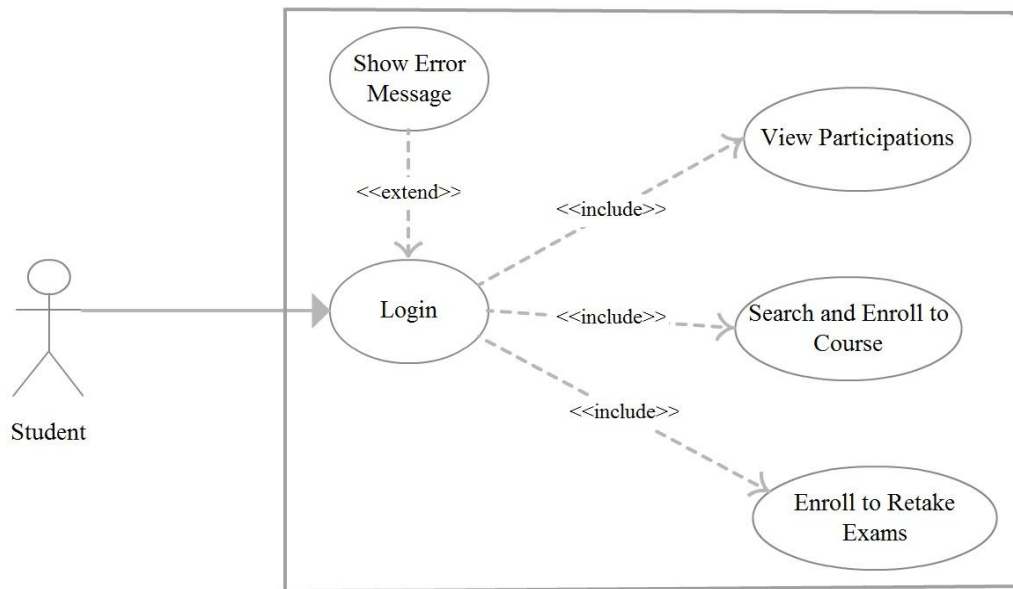 Show Error
Message
View Participations
<<extend>>
<<include>>
Login
<<include>>
Search and Enroll to
Course
<<include>>
Student
Enroll to Retake
Exams